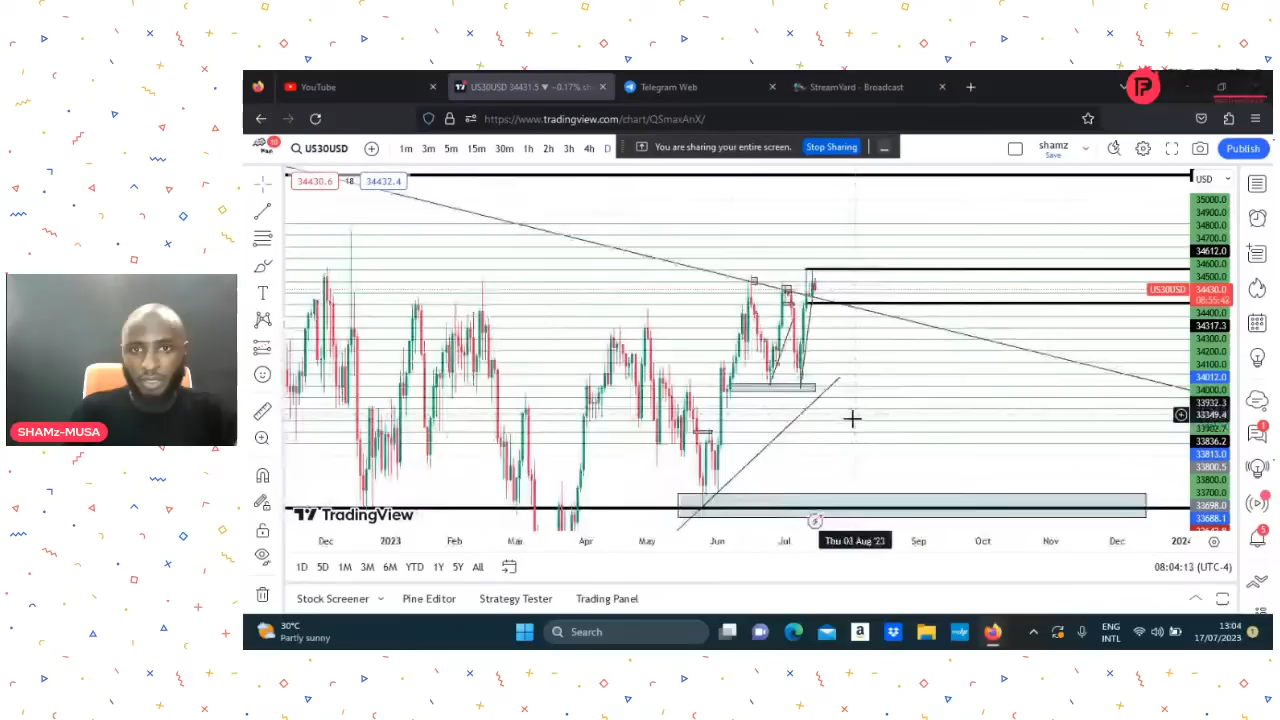 YouTube
US30USD 34431.5 ▼ −0.17% sh
Telegram Web
StreamYard - Broadcast
https://www.tradingview.com/chart/QSmaxAnX/
10
US30USD
1m 3m 5m 15m 30m 1h 2h 3h 4h D
You are sharing your entire screen.
Stop Sharing
shamz
Save
Publish
34430.6 18 34432.4
USD
35000.0
34900.0
34800.0
34700.0
34612.0
34600.0
34500.0
US30USD 34430.0
08:55:42
34400.0
34317.3
34300.0
34200.0
34100.0
34012.0
34000.0
33932.3
33349.4
33902.7
33836.2
33813.0
33800.5
33800.0
33700.0
33698.0
33688.1
SHAMz-MUSA
TradingView
Dec 2023 Feb Mar Apr May Jun Jul Thu 03 Aug '23 Sep Oct Nov Dec 2024
1D 5D 1M 3M 6M YTD 1Y 5Y All
08:04:13 (UTC-4)
Stock Screener Pine Editor Strategy Tester Trading Panel
30°C
Partly sunny
Search
ENG
INTL
13:04
17/07/2023